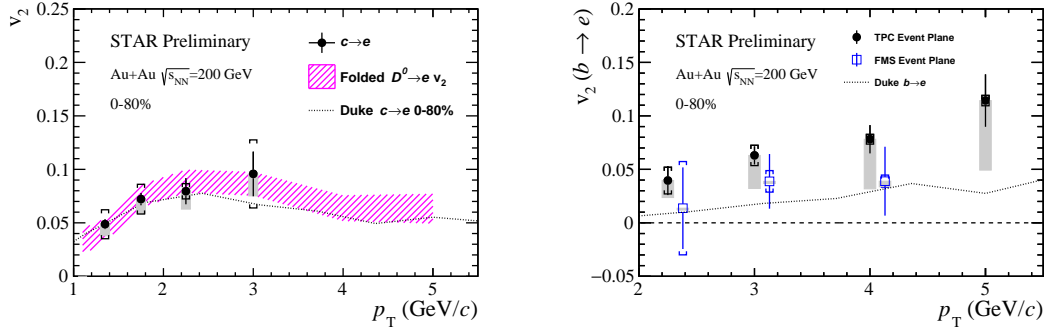 v2
0.2
0.15
0.1
0.05
0
STAR Preliminary
Au+Au √sNN=200 GeV
0-80%
c→e
Folded D0→e v2
Duke c→e 0-80%
1 2 3 4 5
pT (GeV/c)
v2 (b → e)
0.2
0.15
0.1
0.05
0
−0.05
STAR Preliminary
Au+Au √sNN=200 GeV
0-80%
TPC Event Plane
FMS Event Plane
Duke b→e
2 3 4 5
pT (GeV/c)